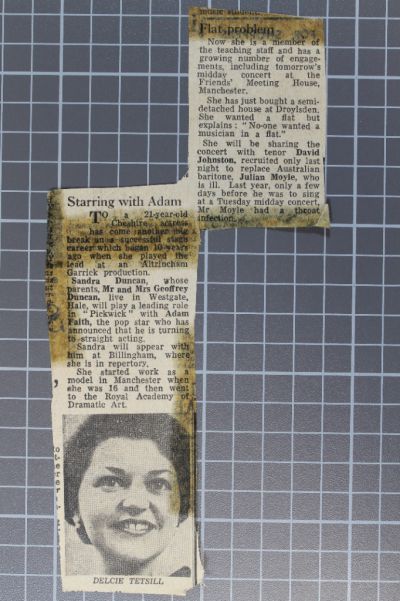 music student.
Flat problem
Now she is a member of
the teaching staff and has a
growing number of engage-
ments, including tomorrow's
midday concert at the
Friends' Meeting House,
Manchester.
She has just bought a semi-
detached house at Droylsden.
She wanted a flat but
explains: "No-one wanted a
musician in a flat."
She will be sharing the
concert with tenor David
Johnston, recruited only last
night to replace Australian
baritone, Julian Moyle, who
is ill. Last year, only a few
days before he was to sing
at a Tuesday midday concert,
Mr Moyle had a throat
infection.
Starring with Adam
TO a 21-year-old
Cheshire actress
has come another big
break in a successful stage
career which began 10 years
ago when she played the
lead at an Altrincham
Garrick production.
Sandra Duncan, whose
parents, Mr and Mrs Geoffrey
Duncan, live in Westgate,
Hale, will play a leading role
in "Pickwick" with Adam
Faith, the pop star who has
announced that he is turning
to straight acting.
Sandra will appear with
him at Billingham, where
she is in repertory.
She started work as a
model in Manchester when
she was 16 and then went
to the Royal Academy of
Dramatic Art.
DELCIE TETSILL